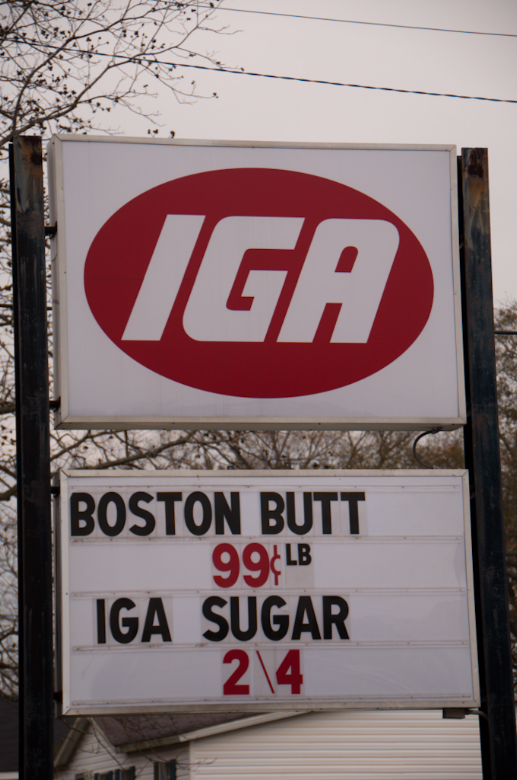 IGA
BOSTON BUTT
99¢ LB
IGA SUGAR
2\4